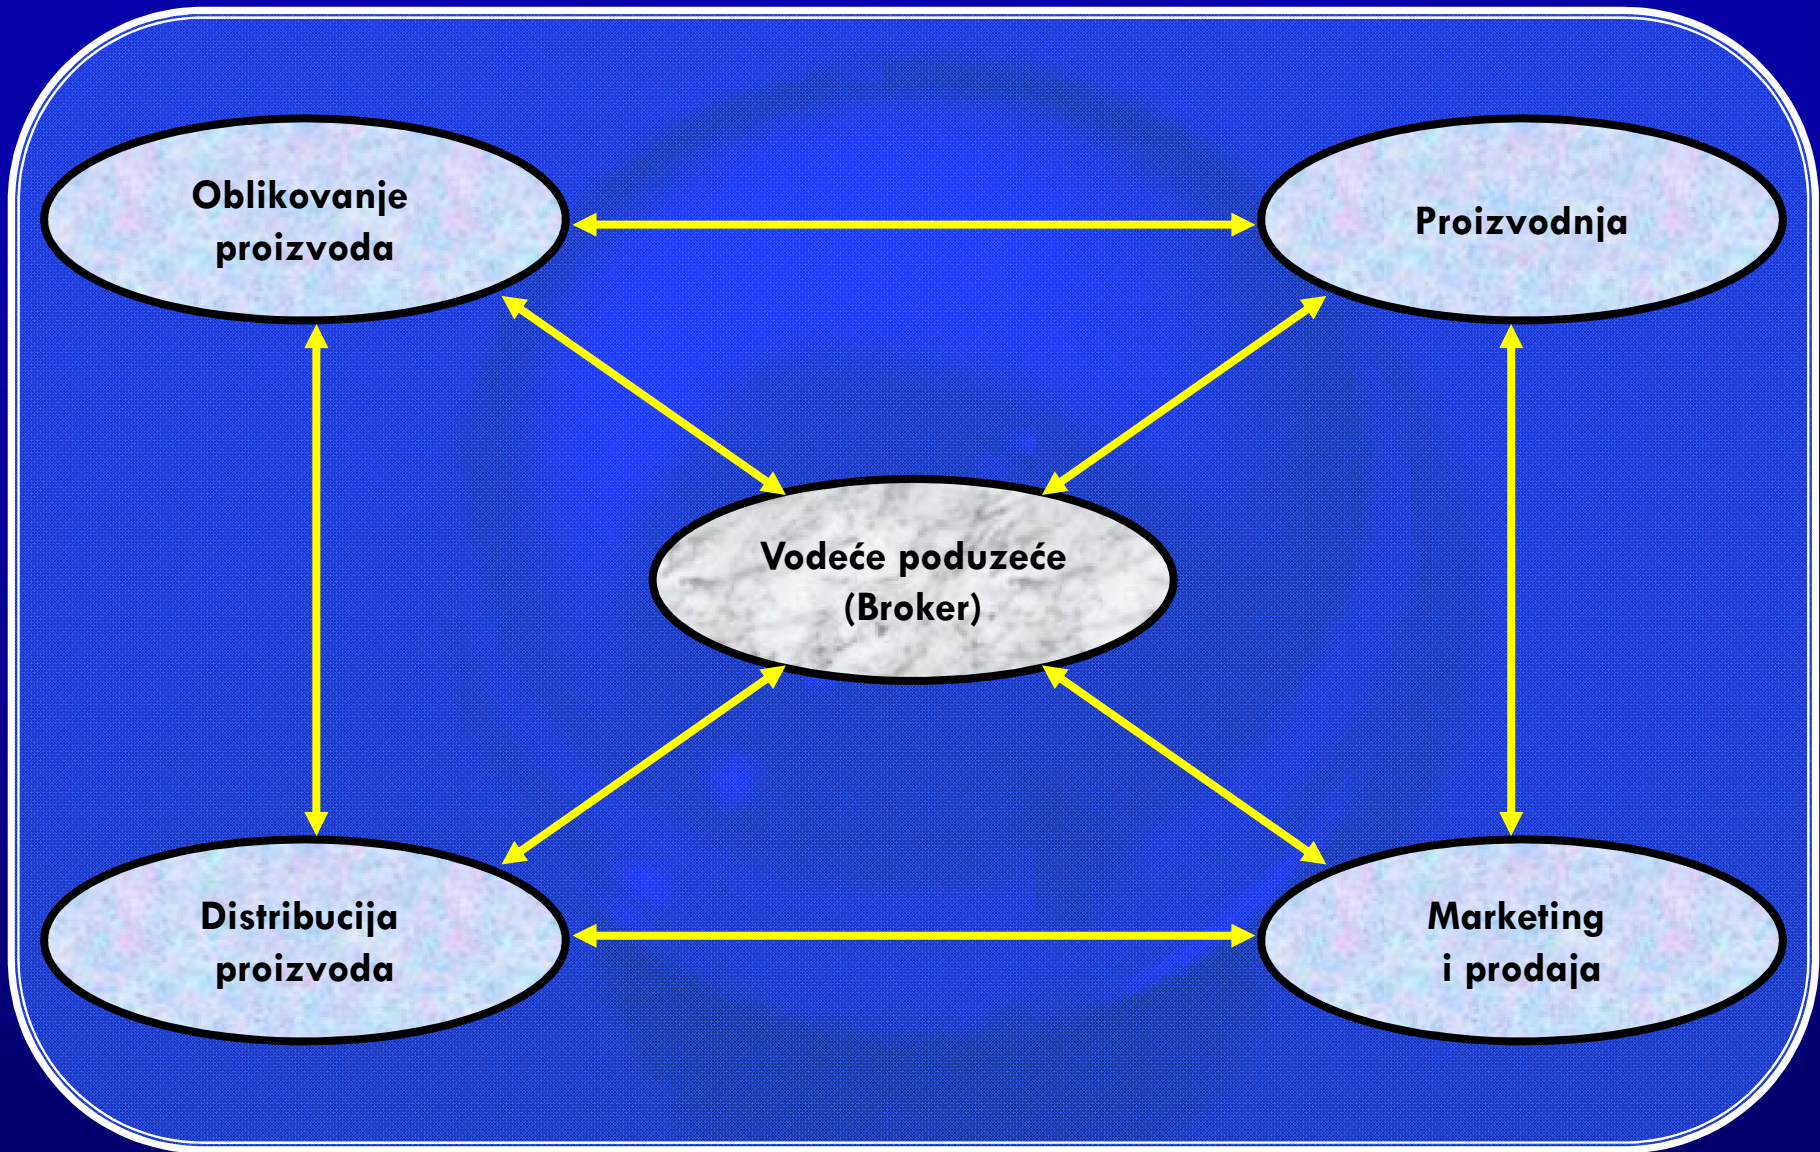 Oblikovanje
proizvoda
Proizvodnja
Vodeće poduzeće
(Broker)
Distribucija
proizvoda
Marketing
i prodaja